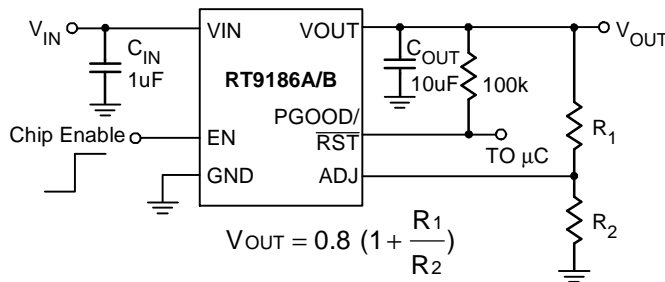 VIN
CIN
1uF
VIN
VOUT
RT9186A/B
PGOOD/
RST
EN
GND
ADJ
COUT
10uF
100k
VOUT
Chip Enable
TO μC
R1
R2
VOUT = 0.8 (1 + R1/R2)